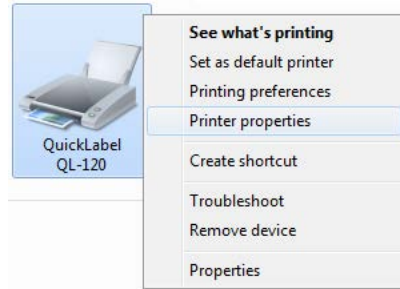 See what's printing
Set as default printer
Printing preferences
Printer properties
QuickLabel
QL-120
Create shortcut
Troubleshoot
Remove device
Properties